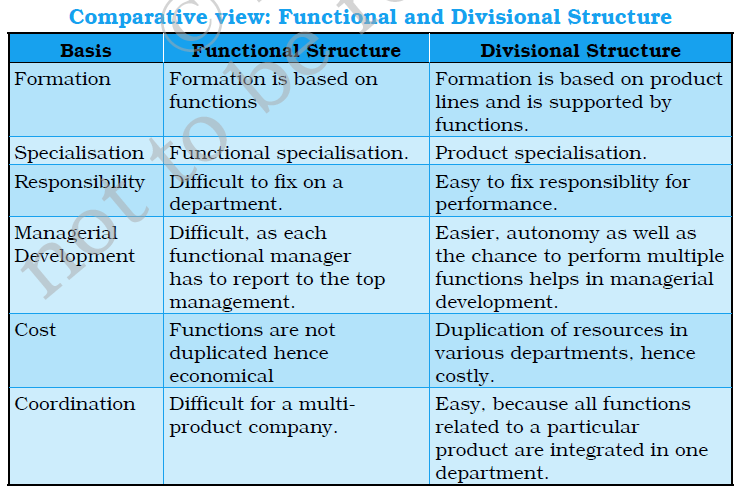 Comparative view: Functional and Divisional Structure
Basis Functional Structure Divisional Structure
Formation
Formation is based on
functions
Formation is based on product
lines and is supported by
functions.
Specialisation
Functional specialisation.
Product specialisation.
Responsibility
Difficult to fix on a
department.
Easy to fix responsiblity for
performance.
Managerial
Development
Difficult, as each
functional manager
has to report to the top
management.
Easier, autonomy as well as
the chance to perform multiple
functions helps in managerial
development.
Cost
Functions are not
duplicated hence
economical
Duplication of resources in
various departments, hence
costly.
Coordination
Difficult for a multi-
product company.
Easy, because all functions
related to a particular
product are integrated in one
department.
©
not to be